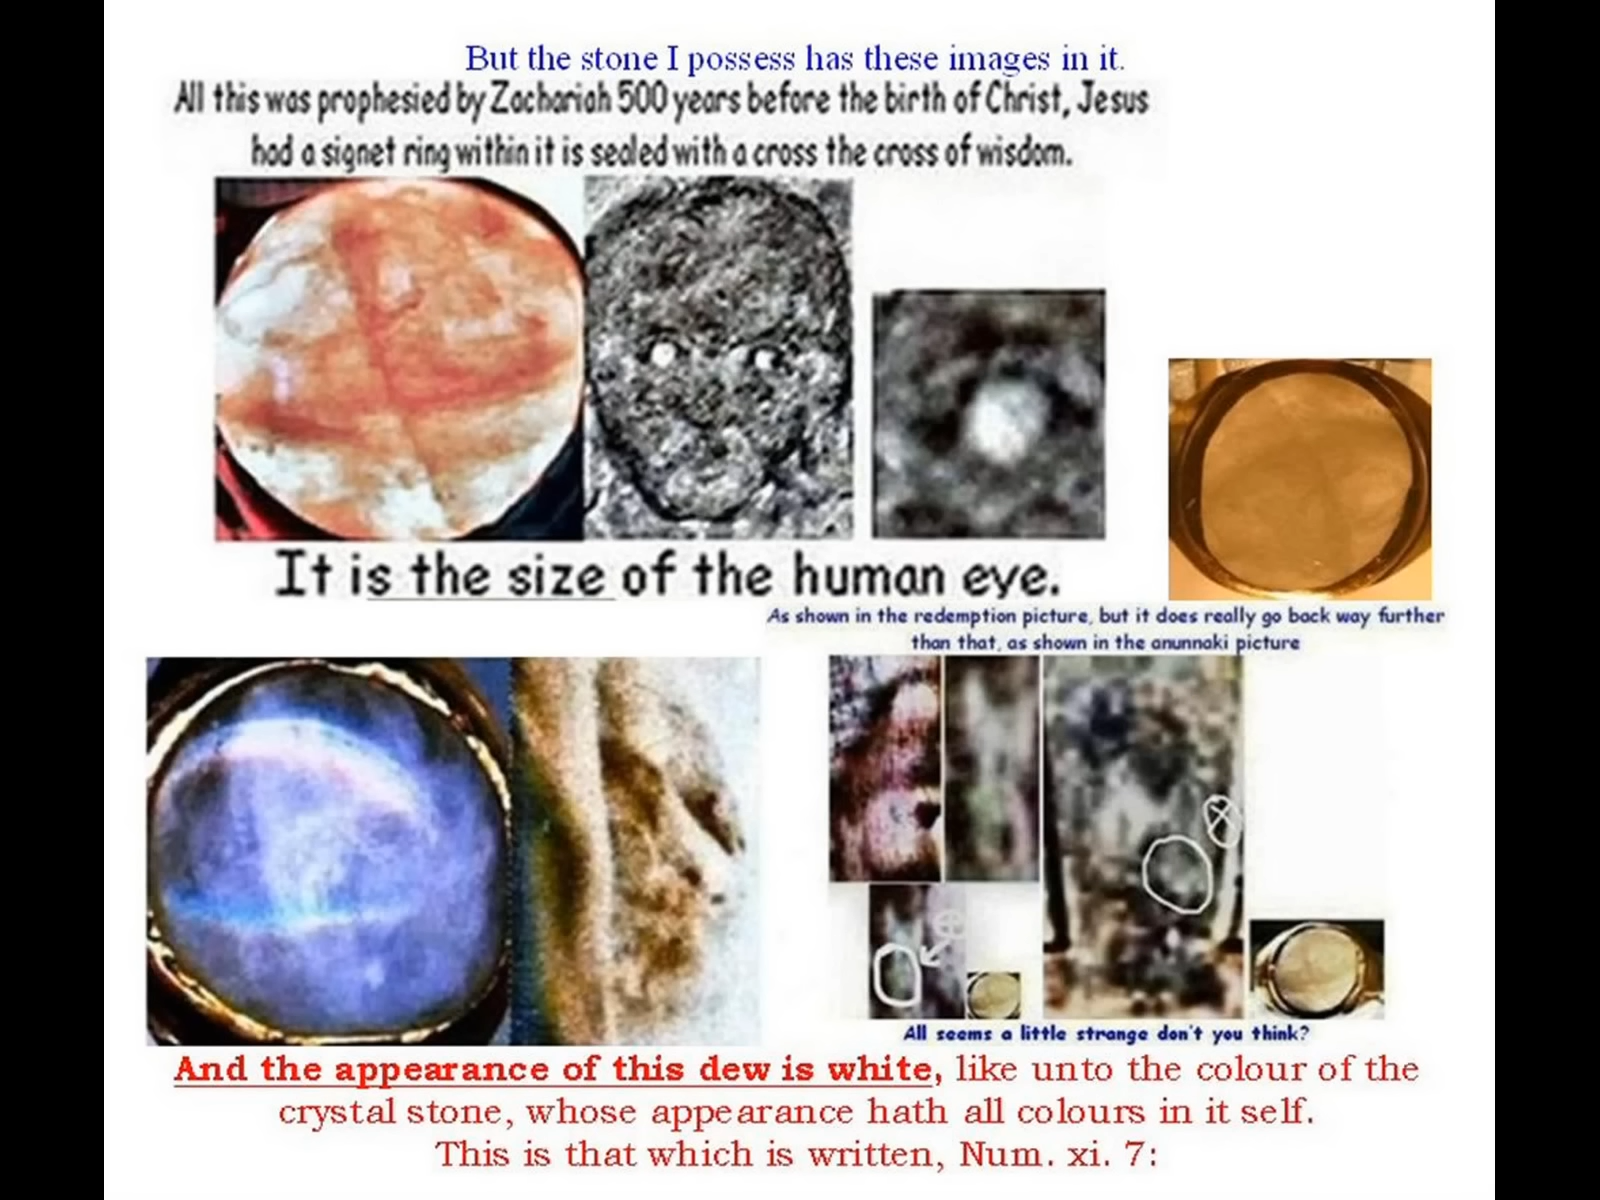 But the stone I possess has these images in it.
All this was prophesied by Zachariah 500 years before the birth of Christ, Jesus
had a signet ring within it is sealed with a cross the cross of wisdom.
It is the size of the human eye.
As shown in the redemption picture, but it does really go back way further
than that, as shown in the anunnaki picture
All seems a little strange don't you think?
And the appearance of this dew is white, like unto the colour of the
crystal stone, whose appearance hath all colours in it self.
This is that which is written, Num. xi. 7: